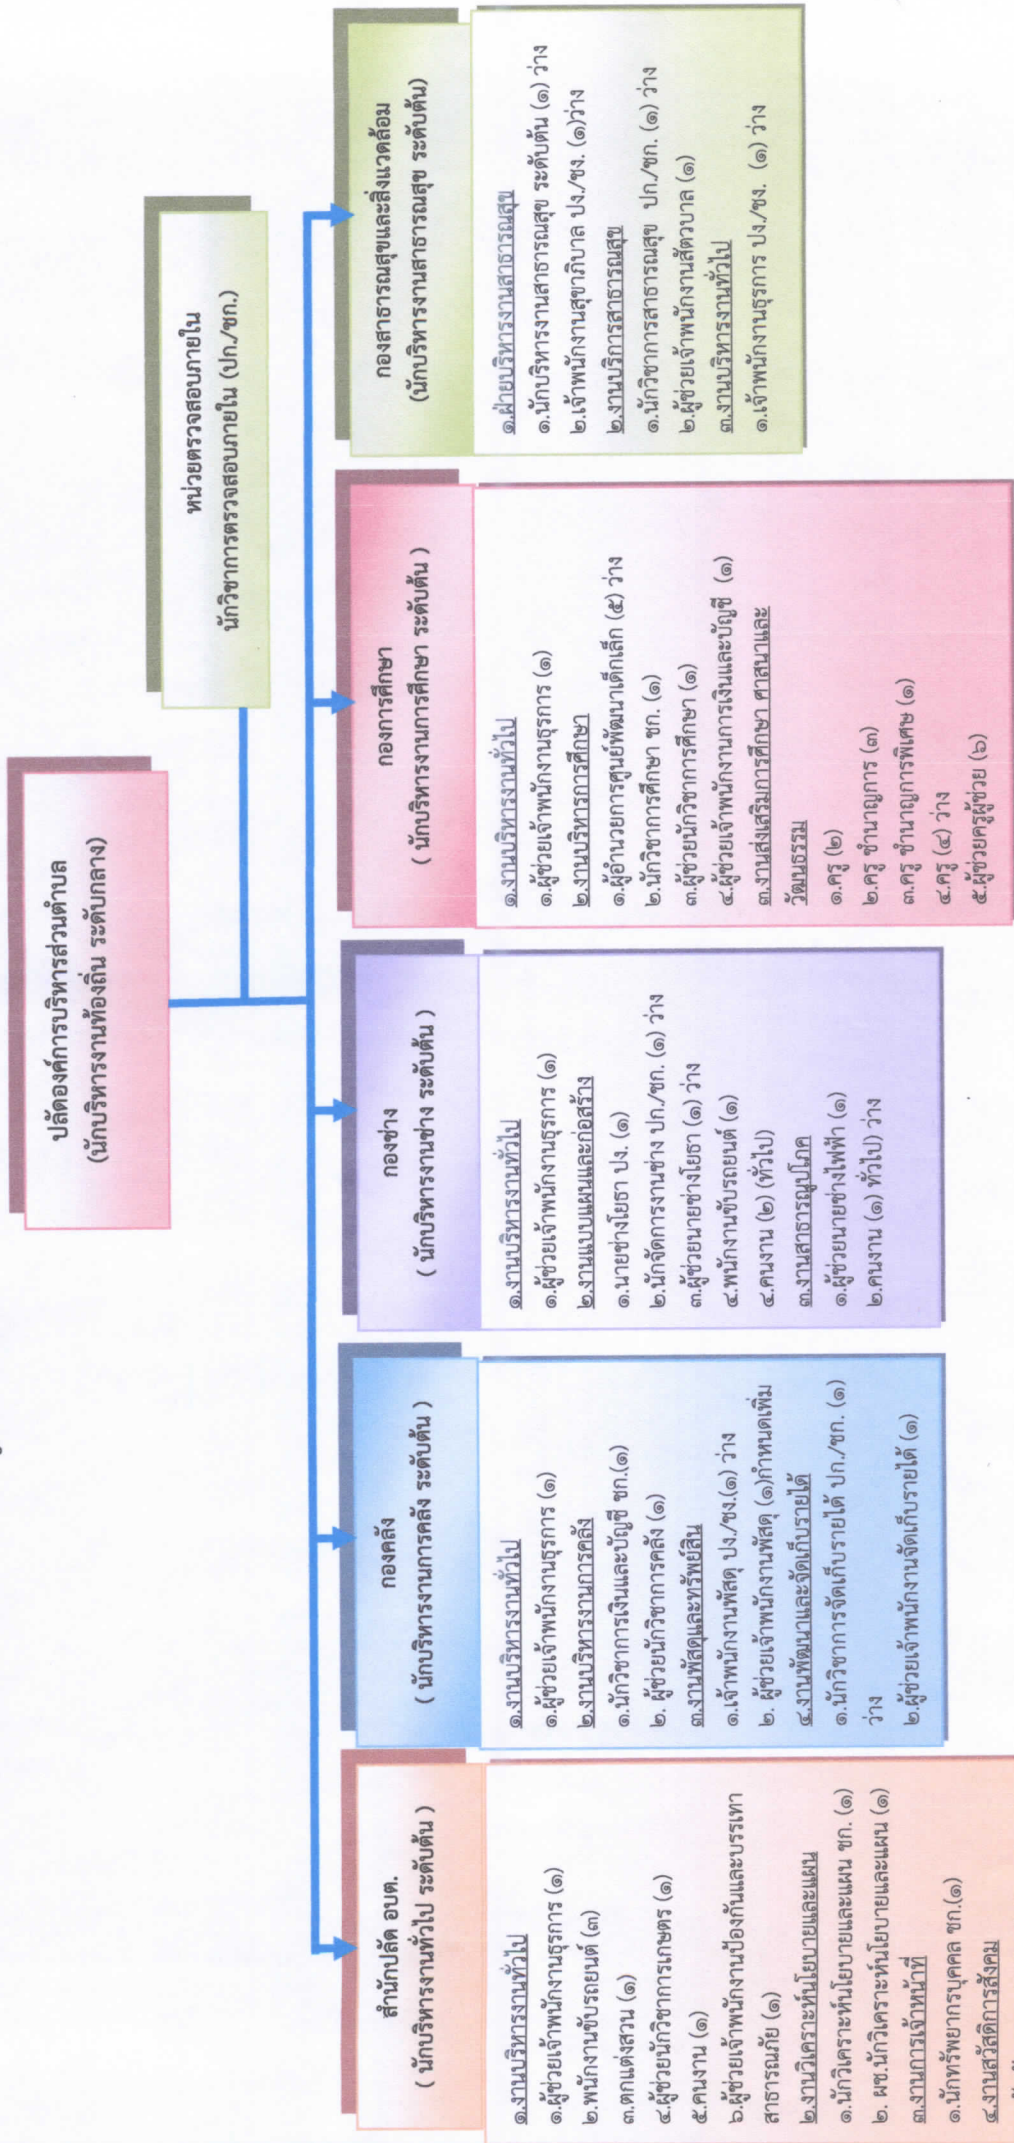 ปลัดองค์การบริหารส่วนตำบล
(นักบริหารงานท้องถิ่น ระดับกลาง)
หน่วยตรวจสอบภายใน
นักวิชาการตรวจสอบภายใน (ปก./ชก.)
สำนักปลัด อบต.
( นักบริหารงานทั่วไป ระดับต้น )
๑.งานบริหารงานทั่วไป
๑.ผู้ช่วยเจ้าพนักงานธุรการ (๑)
๒.พนักงานขับรถยนต์ (๓)
๓.ตกแต่งสวน (๑)
๔.ผู้ช่วยนักวิชาการเกษตร (๑)
๕.คนงาน (๑)
๖.ผู้ช่วยเจ้าพนักงานป้องกันและบรรเทา
สาธารณภัย (๑)
๒.งานวิเคราะห์นโยบายและแผน
๑.นักวิเคราะห์นโยบายและแผน ชก. (๑)
๒. ผช.นักวิเคราะห์นโยบายและแผน (๑)
๓.งานการเจ้าหน้าที่
๑.นักทรัพยากรบุคคล ชก.(๑)
๔.งานสวัสดิการสังคม
กองคลัง
( นักบริหารงานการคลัง ระดับต้น )
๑.งานบริหารงานทั่วไป
๑.ผู้ช่วยเจ้าพนักงานธุรการ (๑)
๒.งานบริหารงานการคลัง
๑.นักวิชาการเงินและบัญชี ชก.(๑)
๒. ผู้ช่วยนักวิชาการคลัง (๑)
๓.งานพัสดุและทรัพย์สิน
๑.เจ้าพนักงานพัสดุ ปง./ชง.(๑) ว่าง
๒. ผู้ช่วยเจ้าพนักงานพัสดุ (๑)กำหนดเพิ่ม
๔.งานพัฒนาและจัดเก็บรายได้
๑.นักวิชาการจัดเก็บรายได้ ปก./ชก. (๑)
ว่าง
๒.ผู้ช่วยเจ้าพนักงานจัดเก็บรายได้ (๑)
กองช่าง
( นักบริหารงานช่าง ระดับต้น )
๑.งานบริหารงานทั่วไป
๑.ผู้ช่วยเจ้าพนักงานธุรการ (๑)
๒.งานแบบแผนและก่อสร้าง
๑.นายช่างโยธา ปง. (๑)
๒.นักจัดการงานช่าง ปก./ชก. (๑) ว่าง
๓.ผู้ช่วยนายช่างโยธา (๑) ว่าง
๔.พนักงานขับรถยนต์ (๑)
๔.คนงาน (๒) (ทั่วไป)
๓.งานสาธารณูปโภค
๑.ผู้ช่วยนายช่างไฟฟ้า (๑)
๒.คนงาน (๑) ทั่วไป) ว่าง
กองการศึกษา
( นักบริหารงานการศึกษา ระดับต้น )
๑.งานบริหารงานทั่วไป
๑.ผู้ช่วยเจ้าพนักงานธุรการ (๑)
๒.งานบริหารการศึกษา
๑.ผู้อำนวยการศูนย์พัฒนาเด็กเล็ก (๕) ว่าง
๒.นักวิชาการศึกษา ชก. (๑)
๓.ผู้ช่วยนักวิชาการศึกษา (๑)
๔.ผู้ช่วยเจ้าพนักงานการเงินและบัญชี (๑)
๓.งานส่งเสริมการศึกษา ศาสนาและ
วัฒนธรรม
๑.ครู (๒)
๒.ครู ชำนาญการ (๓)
๓.ครู ชำนาญการพิเศษ (๑)
๔.ครู (๔) ว่าง
๕.ผู้ช่วยครูผู้ช่วย (๖)
กองสาธารณสุขและสิ่งแวดล้อม
(นักบริหารงานสาธารณสุข ระดับต้น)
๑.ฝ่ายบริหารงานสาธารณสุข
๑.นักบริหารงานสาธารณสุข ระดับต้น (๑) ว่าง
๒.เจ้าพนักงานสุขาภิบาล ปง./ชง. (๑)ว่าง
๒.งานบริการสาธารณสุข
๑.นักวิชาการสาธารณสุข ปก./ชก. (๑) ว่าง
๒.ผู้ช่วยเจ้าพนักงานสัตวบาล (๑)
๓.งานบริหารงานทั่วไป
๑.เจ้าพนักงานธุรการ ปง./ชง. (๑) ว่าง